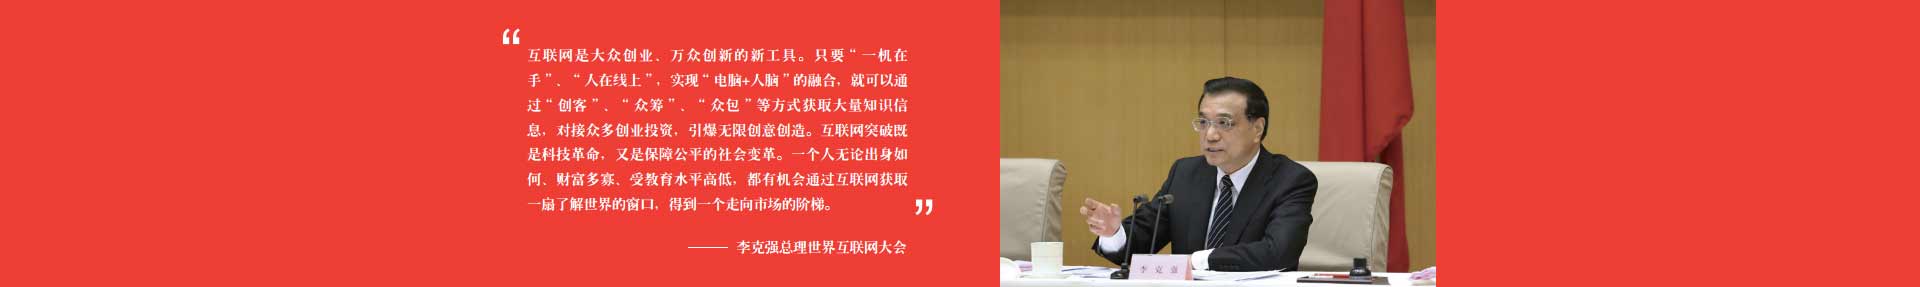 “
互联网是大众创业、万众创新的新工具。只要“一机在
手”、“人在线上”，实现“电脑+人脑”的融合，就可以通
过“创客”、“众筹”、“众包”等方式获取大量知识信
息，对接众多创业投资，引爆无限创意创造。互联网突破既
是科技革命，又是保障公平的社会变革。一个人无论出身如
何、财富多寡、受教育水平高低，都有机会通过互联网获取
一扇了解世界的窗口，得到一个走向市场的阶梯。
”
—— 李克强总理世界互联网大会
李克强